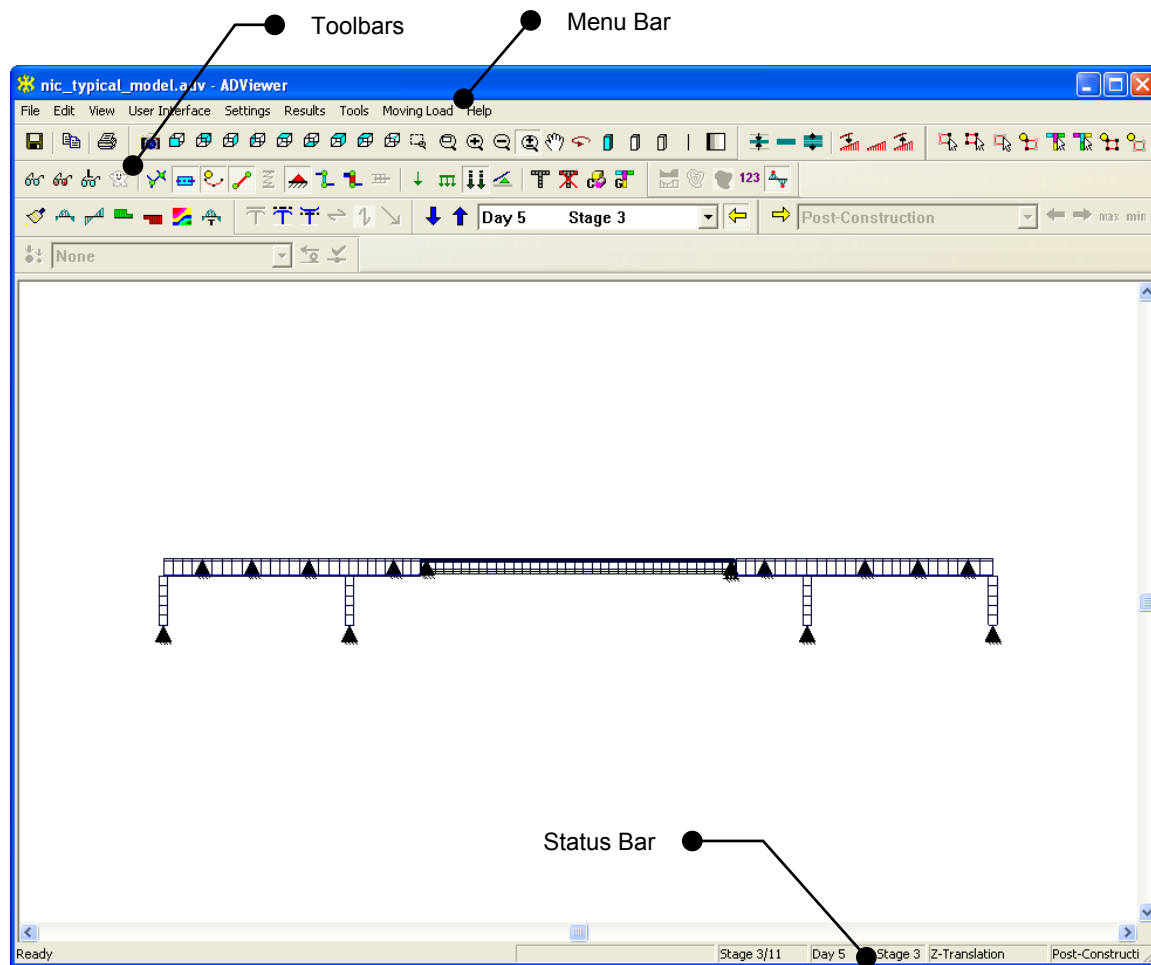 Toolbars
Menu Bar
nic_typical_model.adv - ADViewer
File Edit View User Interface Settings Results Tools Moving Load Help
123
Day 5 Stage 3
Post-Construction
max min
None
Status Bar
Ready
Stage 3/11 Day 5 Stage 3 Z-Translation Post-Constructi